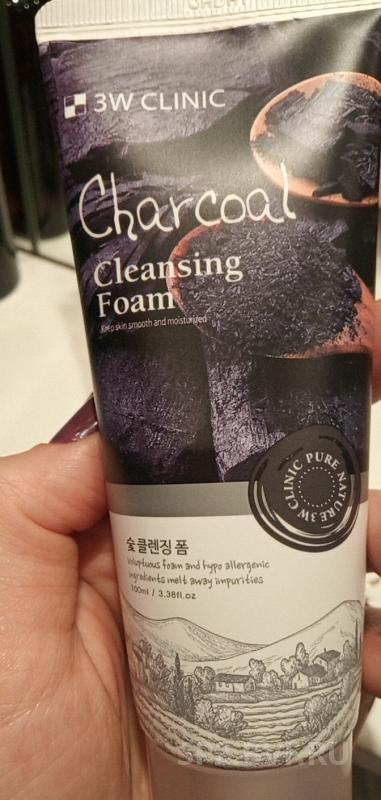 3W CLINIC
Charcoal
Cleansing
Foam
Keep skin smooth and moisturized
3W CLINIC PURE NATURE
숯 클렌징 폼
Voluptuous foam and hypo allergenic
ingredients melt away impurities
100ml / 3.38fl.oz